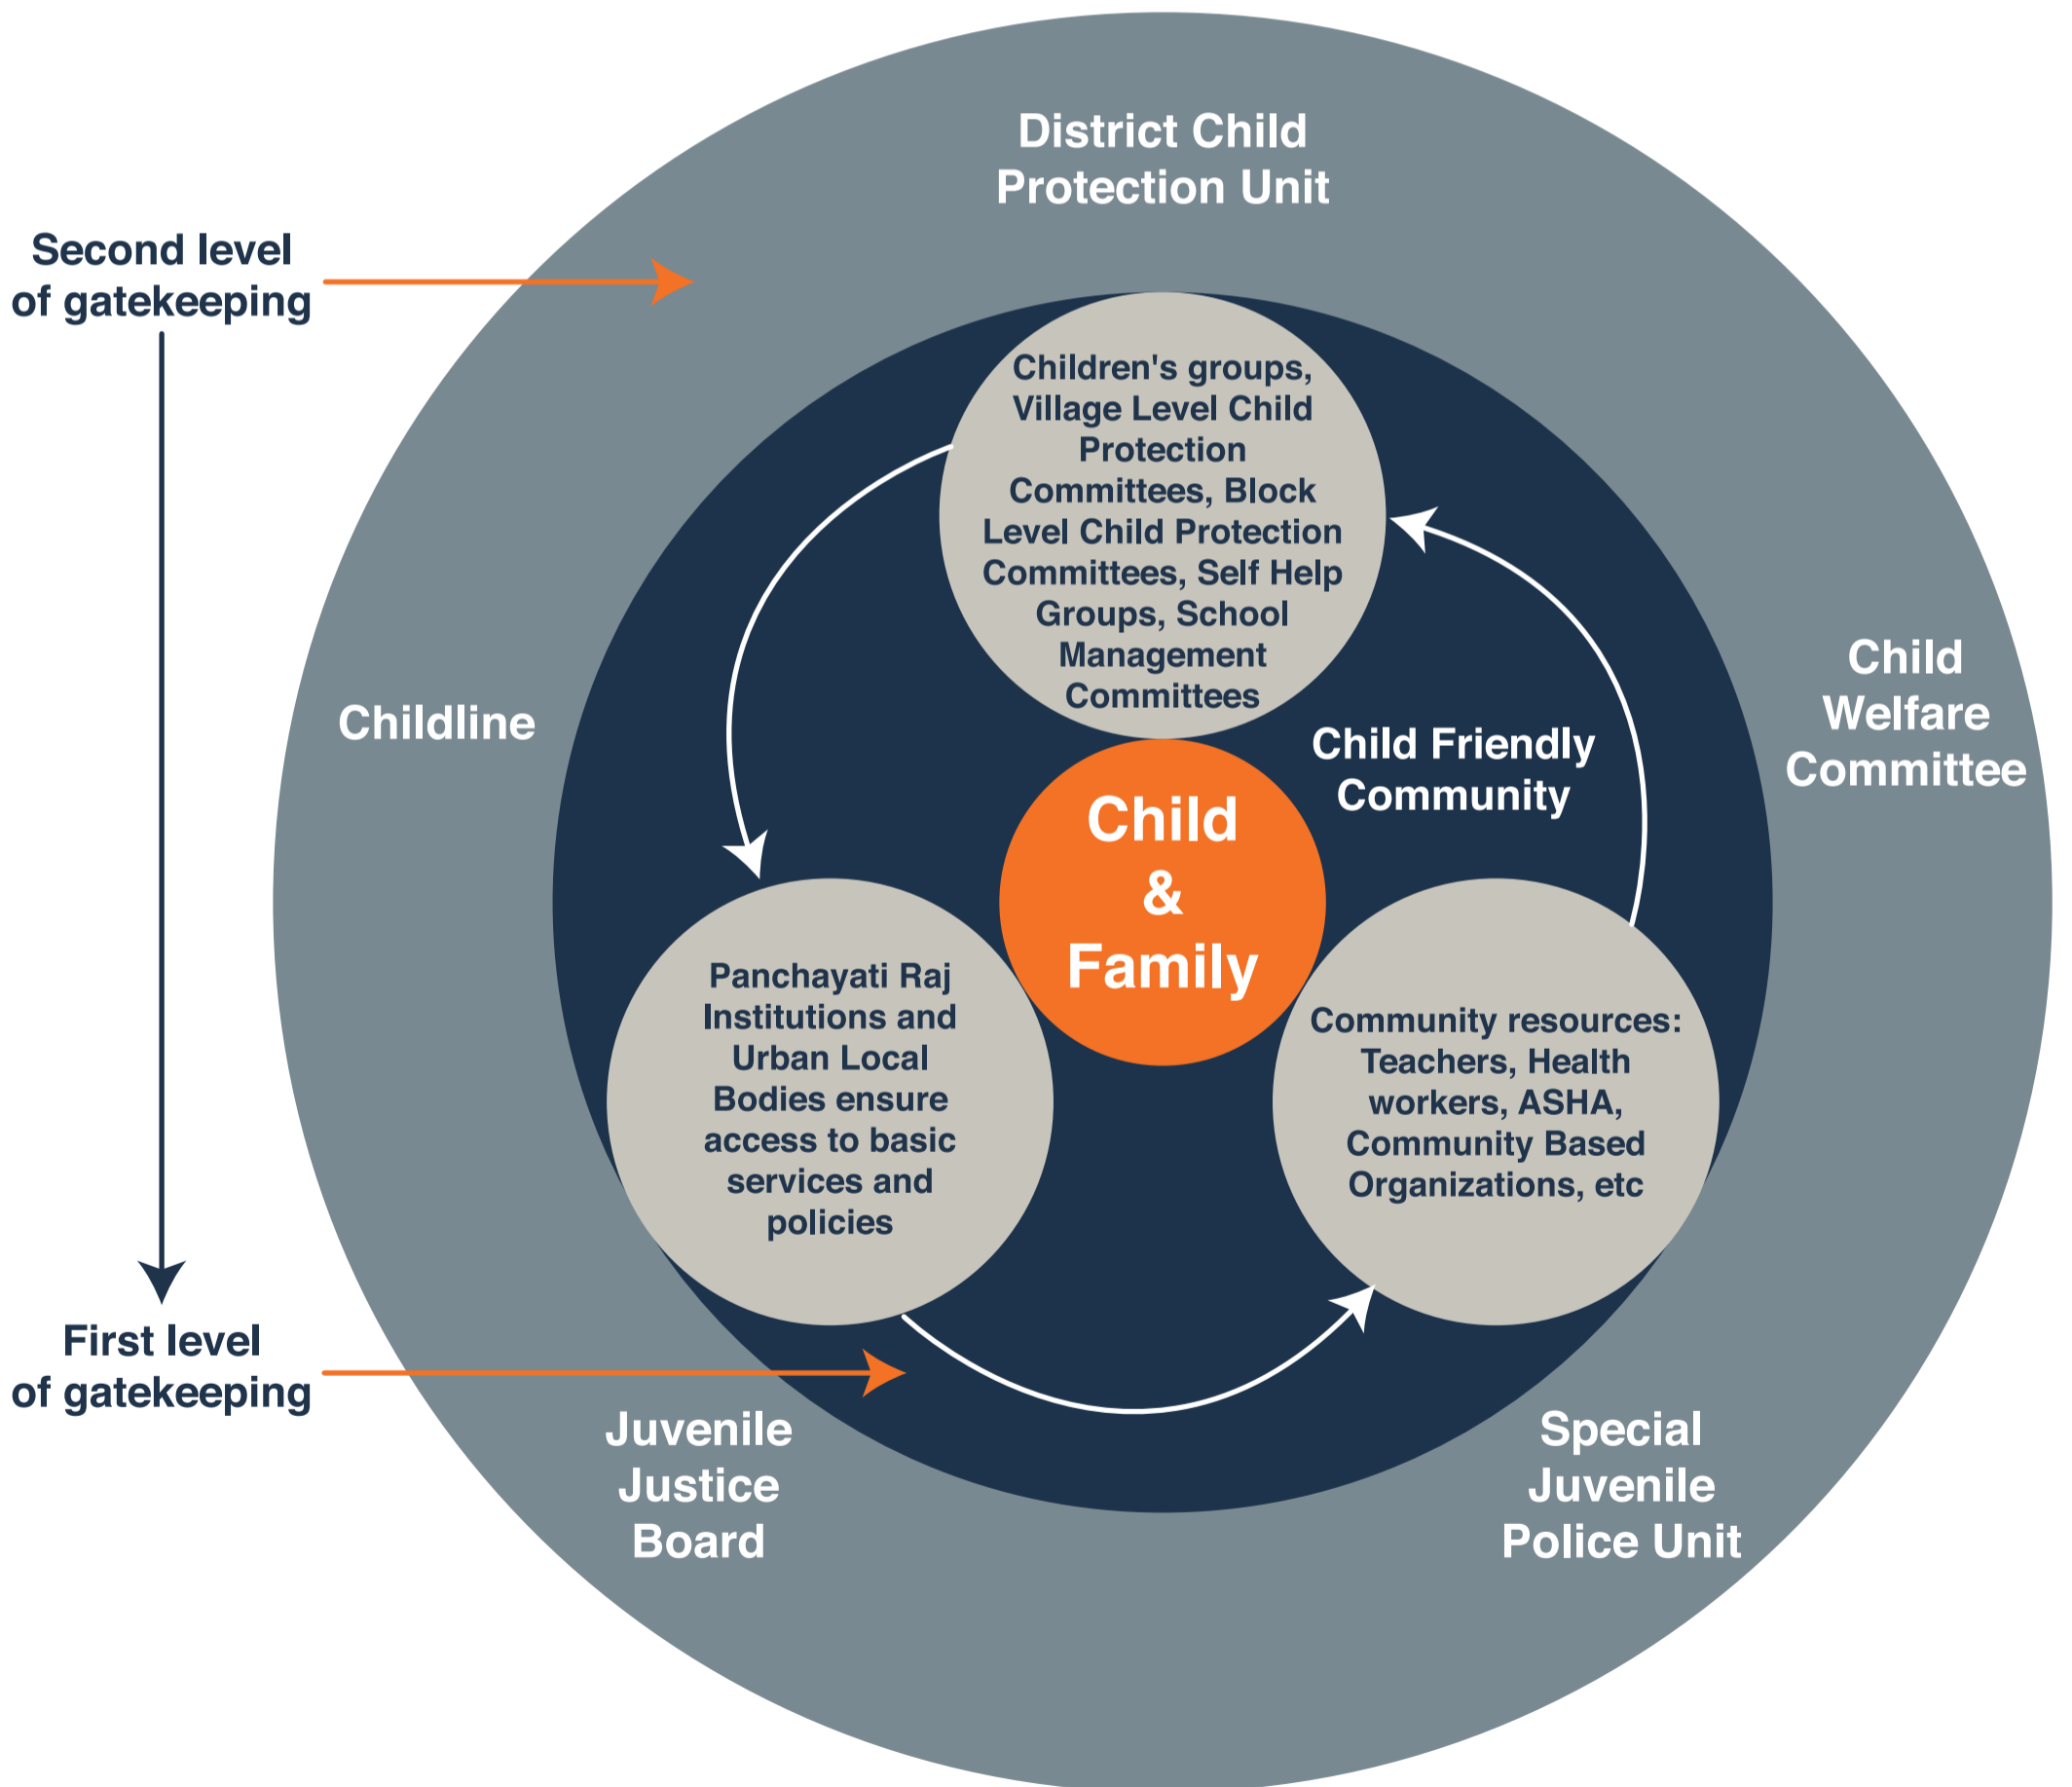 District Child
Protection Unit
Second level
of gatekeeping
Children's groups,
Village Level Child
Protection
Committees, Block
Level Child Protection
Committees, Self Help
Groups, School
Management
Committees
Childline
Child
Welfare
Committee
Child Friendly
Community
Child
&
Family
Panchayati Raj
Institutions and
Urban Local
Bodies ensure
access to basic
services and
policies
Community resources:
Teachers, Health
workers, ASHA,
Community Based
Organizations, etc
First level
of gatekeeping
Juvenile
Justice
Board
Special
Juvenile
Police Unit